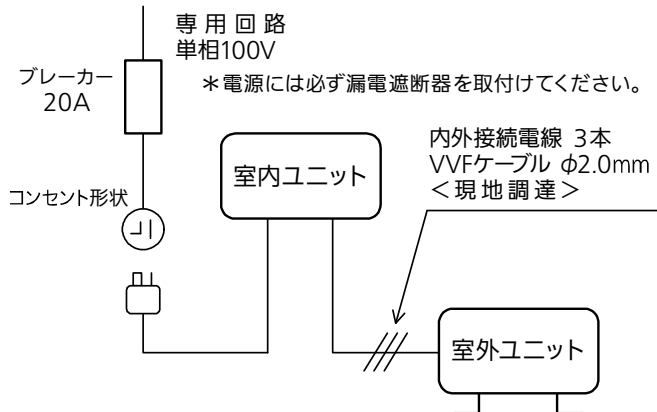 専用回路
単相100V
ブレーカー
20A
＊電源には必ず漏電遮断器を取付けてください。
内外接続電線 3本
VVFケーブル φ2.0mm
＜現地調達＞
室内ユニット
コンセント形状
室外ユニット